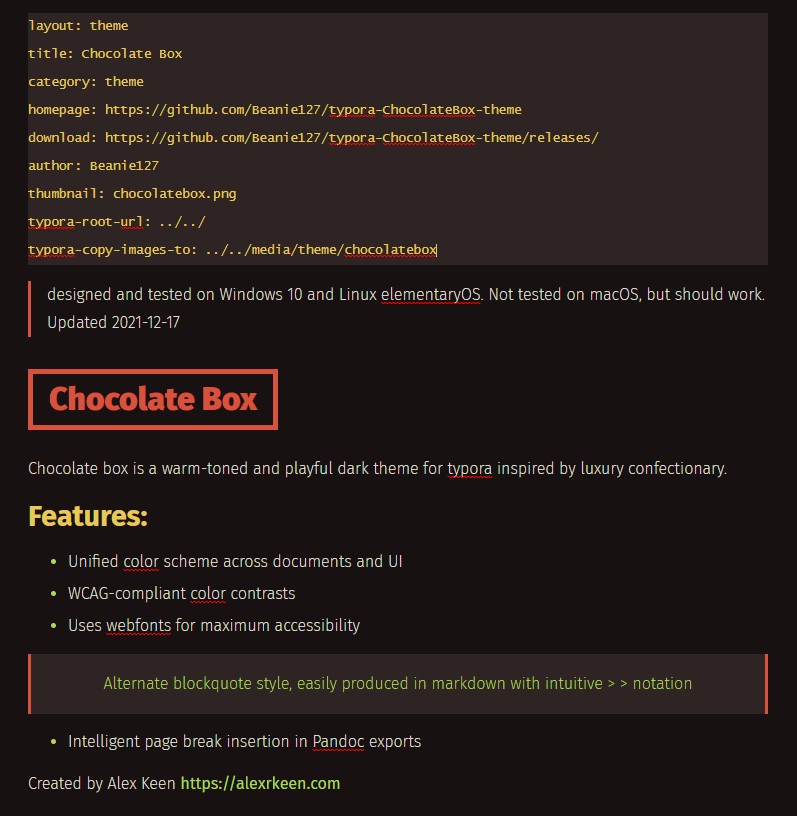 layout: theme
title: Chocolate Box
category: theme
homepage: https://github.com/Beanie127/typora-ChocolateBox-theme
download: https://github.com/Beanie127/typora-ChocolateBox-theme/releases/
author: Beanie127
thumbnail: chocolatebox.png
typora-root-url: ../../
typora-copy-images-to: ../../media/theme/chocolatebox
designed and tested on Windows 10 and Linux elementaryOS. Not tested on macOS, but should work.
Updated 2021-12-17
Chocolate Box
Chocolate box is a warm-toned and playful dark theme for typora inspired by luxury confectionary.
Features:
• Unified color scheme across documents and UI
• WCAG-compliant color contrasts
• Uses webfonts for maximum accessibility
Alternate blockquote style, easily produced in markdown with intuitive > > notation
• Intelligent page break insertion in Pandoc exports
Created by Alex Keen https://alexrkeen.com